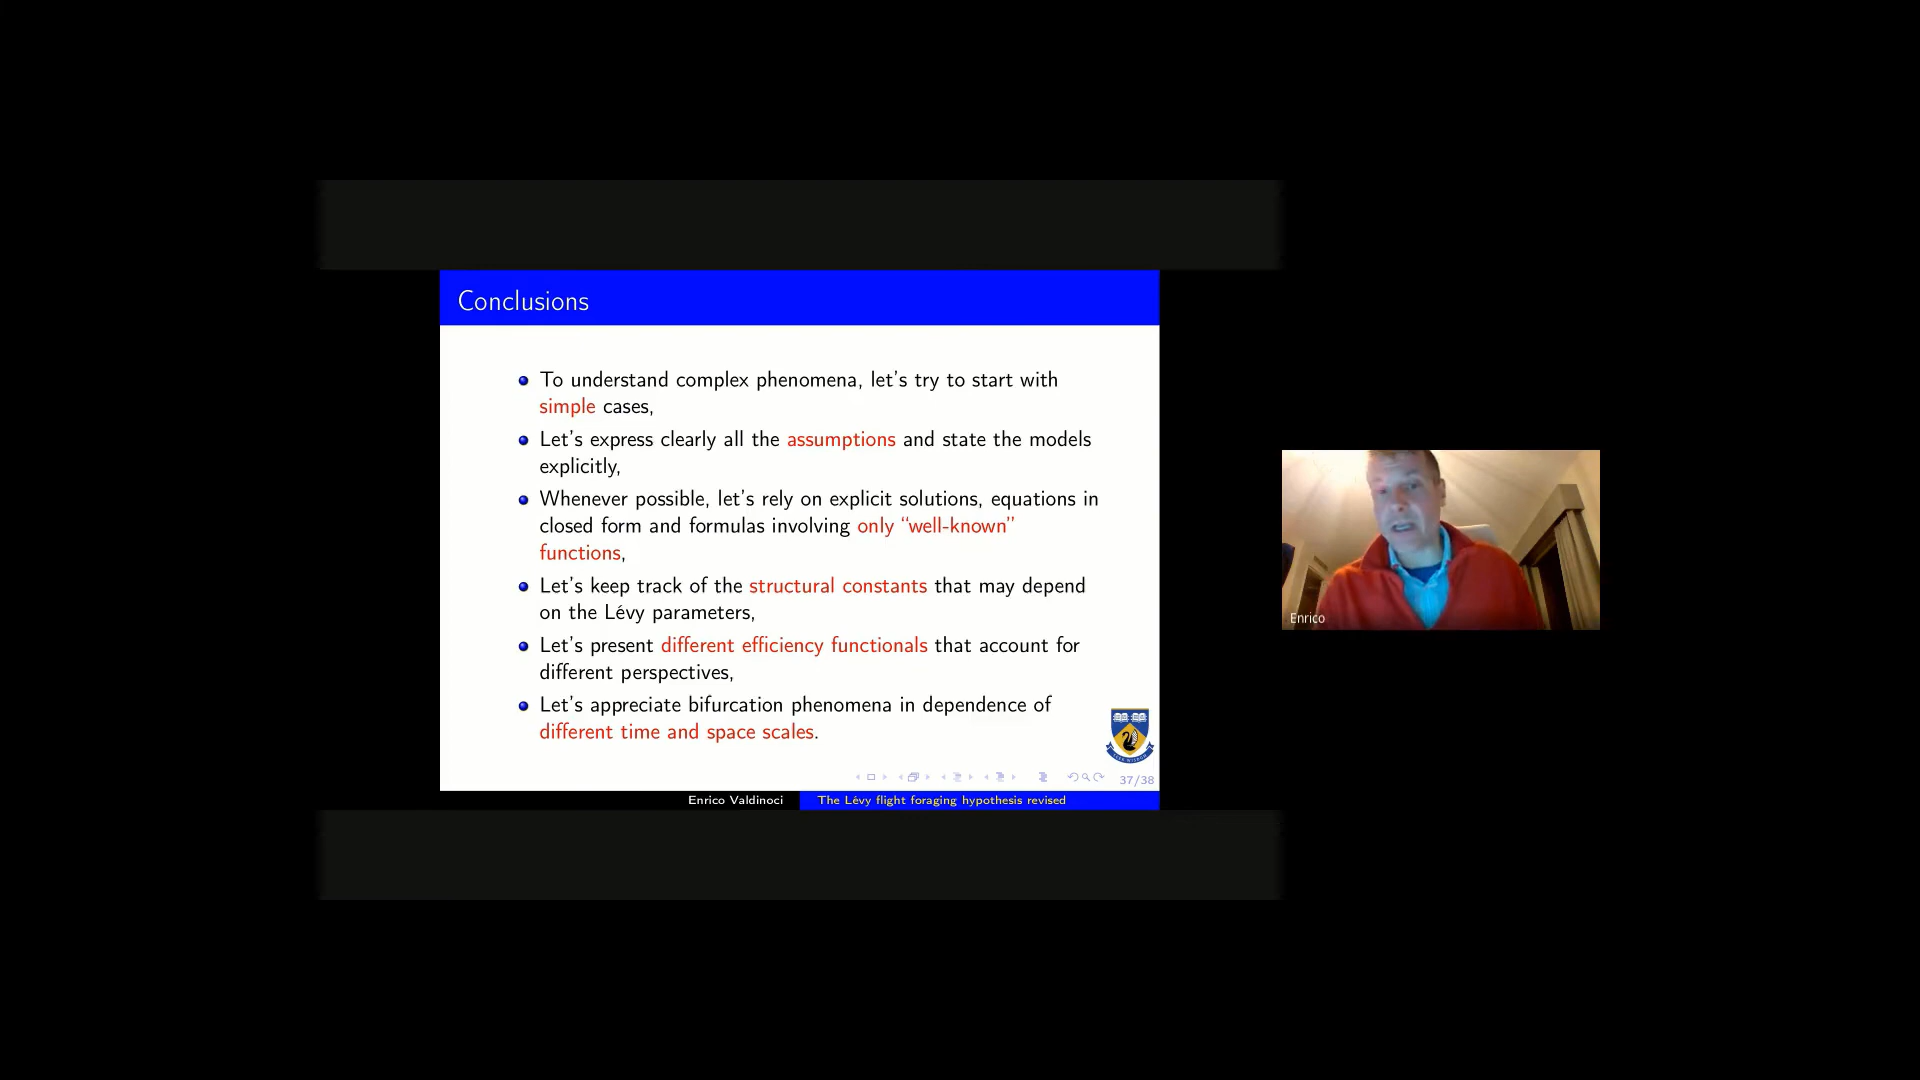 Conclusions
To understand complex phenomena, let's try to start with
simple cases,
Let's express clearly all the assumptions and state the models
explicitly,
Whenever possible, let's rely on explicit solutions, equations in
closed form and formulas involving only “well-known”
functions,
Let's keep track of the structural constants that may depend
on the Lévy parameters,
Let's present different efficiency functionals that account for
different perspectives,
Let's appreciate bifurcation phenomena in dependence of
different time and space scales.
37/38
Enrico Valdinoci
The Lévy flight foraging hypothesis revised
Enrico